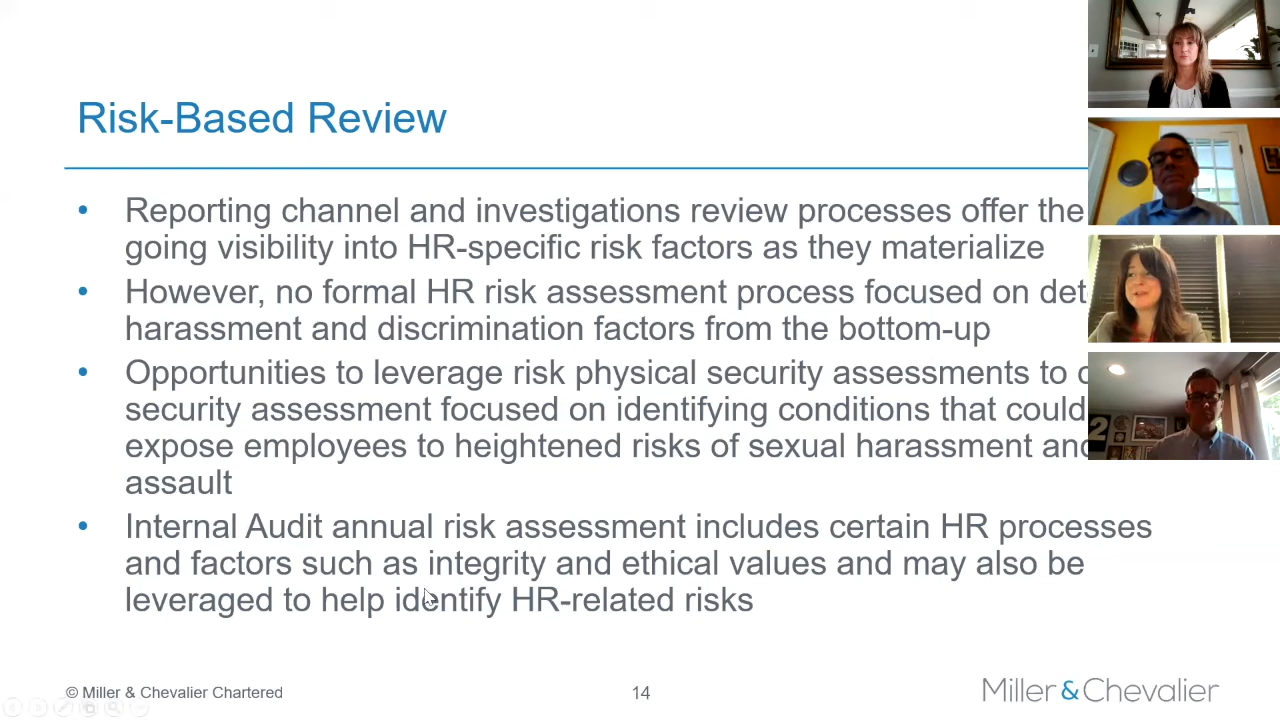 Risk-Based Review
• Reporting channel and investigations review processes offer the
going visibility into HR-specific risk factors as they materialize
• However, no formal HR risk assessment process focused on
harassment and discrimination factors from the bottom-up
• Opportunities to leverage risk physical security assessments to
security assessment focused on identifying conditions that could
expose employees to heightened risks of sexual harassment and
assault
• Internal Audit annual risk assessment includes certain HR processes
and factors such as integrity and ethical values and may also be
leveraged to help identify HR-related risks
© Miller & Chevalier Chartered
14
Miller&Chevalier
2